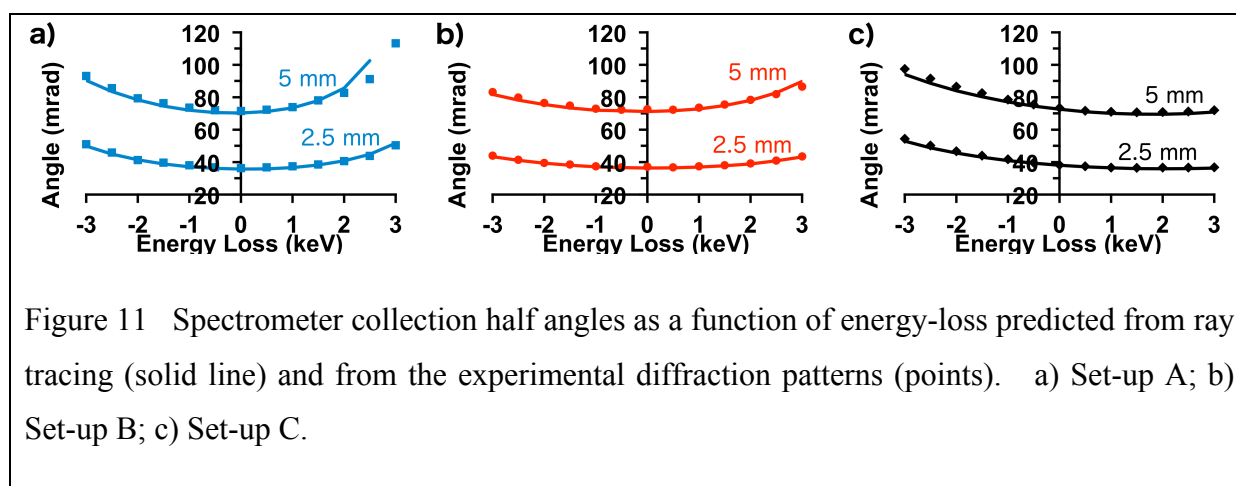 a)
Angle (mrad)
120
100
80
60
40
20
5 mm
2.5 mm
-3 -2 -1 0 1 2 3
Energy Loss (keV)
b)
Angle (mrad)
120
100
80
60
40
20
5 mm
2.5 mm
-3 -2 -1 0 1 2 3
Energy Loss (keV)
c)
Angle (mrad)
120
100
80
60
40
20
5 mm
2.5 mm
-3 -2 -1 0 1 2 3
Energy Loss (keV)
Figure 11 Spectrometer collection half angles as a function of energy-loss predicted from ray
tracing (solid line) and from the experimental diffraction patterns (points). a) Set-up A; b)
Set-up B; c) Set-up C.